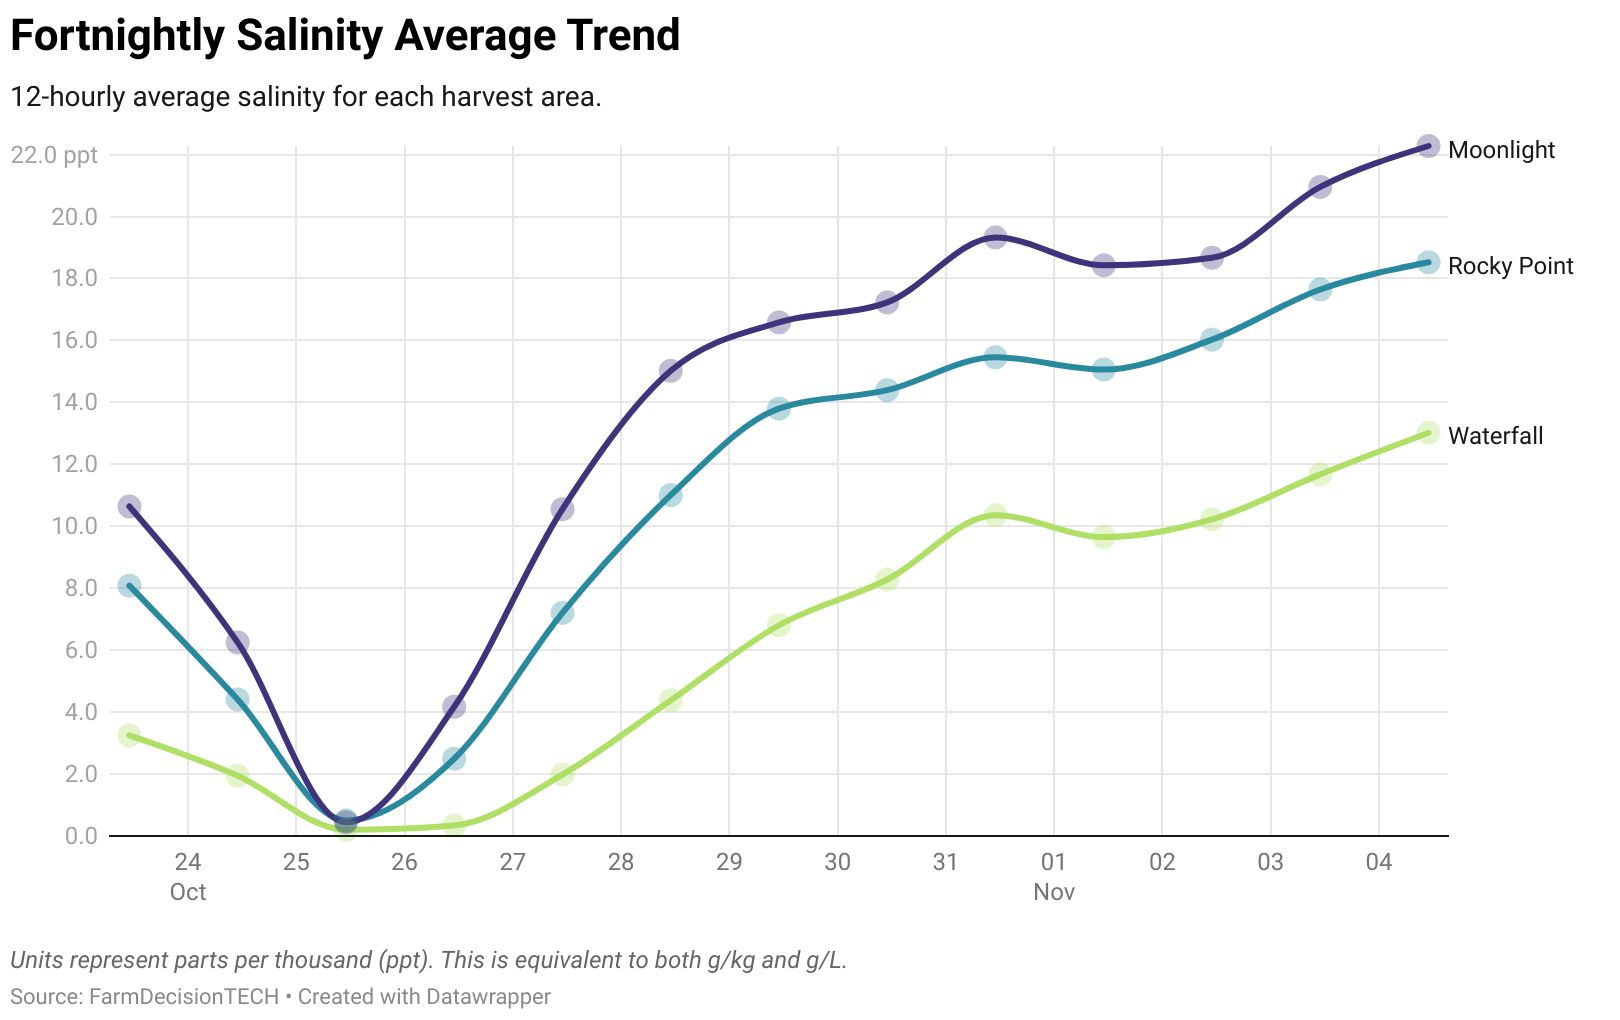 Fortnightly Salinity Average Trend
12-hourly average salinity for each harvest area.
22.0 ppt
20.0
18.0
16.0
14.0
12.0
10.0
8.0
6.0
4.0
2.0
0.0
Moonlight
Rocky Point
Waterfall
24 25 26 27 28 29 30 31 01 02 03 04
Oct Nov
Units represent parts per thousand (ppt). This is equivalent to both g/kg and g/L.
Source: FarmDecisionTECH • Created with Datawrapper